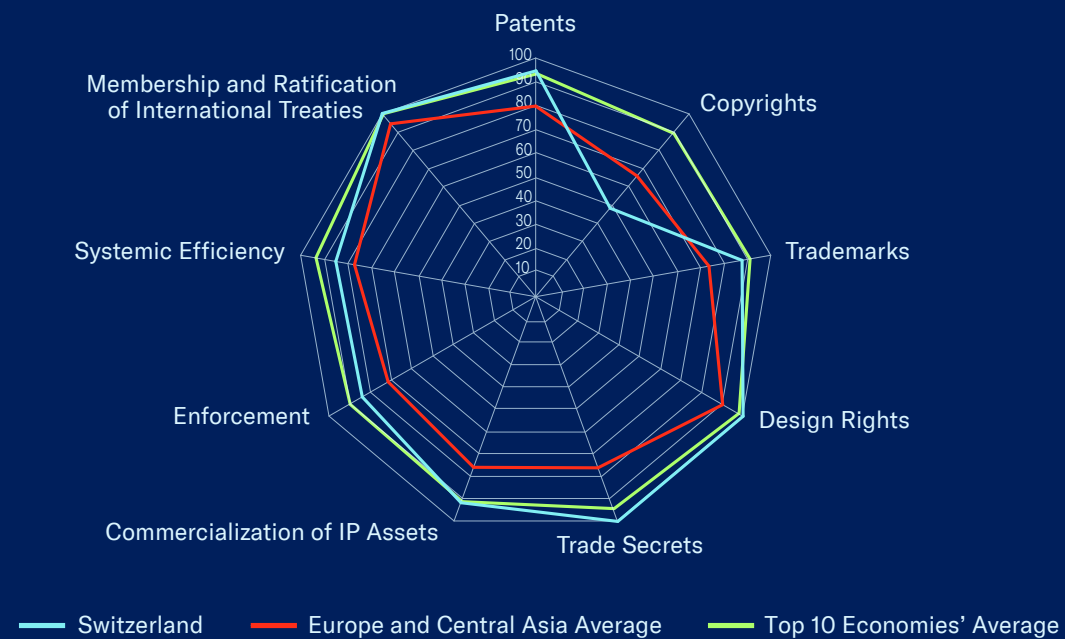 Patents
Membership and Ratification
of International Treaties
Copyrights
100
90
80
70
60
50
40
30
20
10
Systemic Efficiency
Trademarks
Enforcement
Design Rights
Commercialization of IP Assets
Trade Secrets
Switzerland
Europe and Central Asia Average
Top 10 Economies’ Average